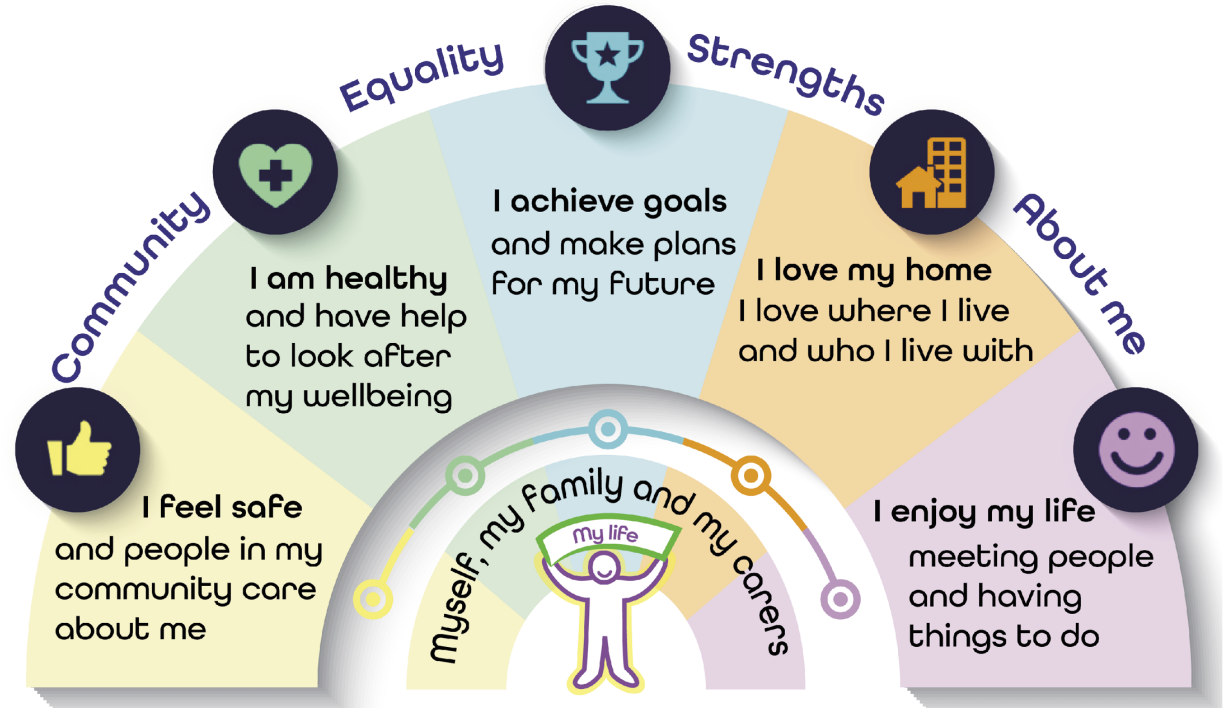 Community
Equality
Strengths
About me
I feel safe
and people in my
community care
about me
I am healthy
and have help
to look after
my wellbeing
I achieve goals
and make plans
for my future
I love my home
I love where I live
and who I live with
I enjoy my life
meeting people
and having
things to do
Myself, my family and my carers
My life